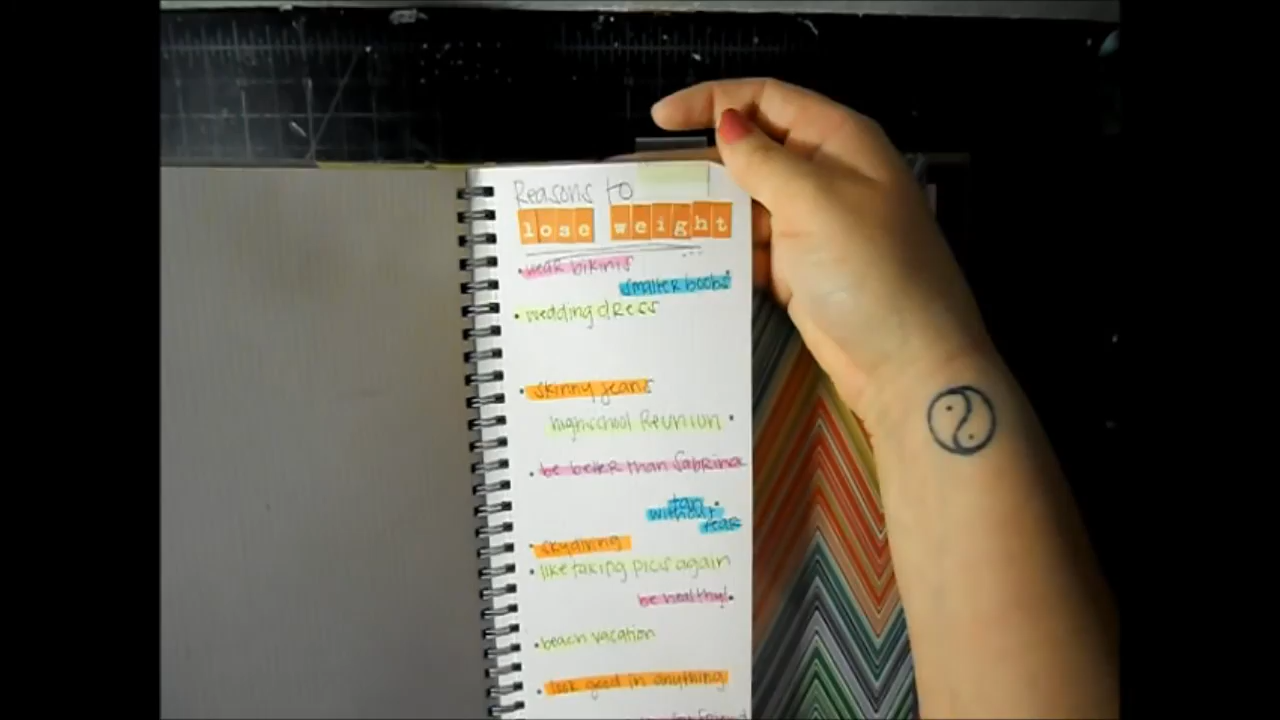 Reasons to
lose weight
...
• wear bikinis
smaller boobs •
• wedding dress
• skinny jeans
highschool Reunion •
• be better than Sabrina
tan •
without
fear
• skydiving
• like taking pics again
be healthy! •
• beach vacation
• look good in anything